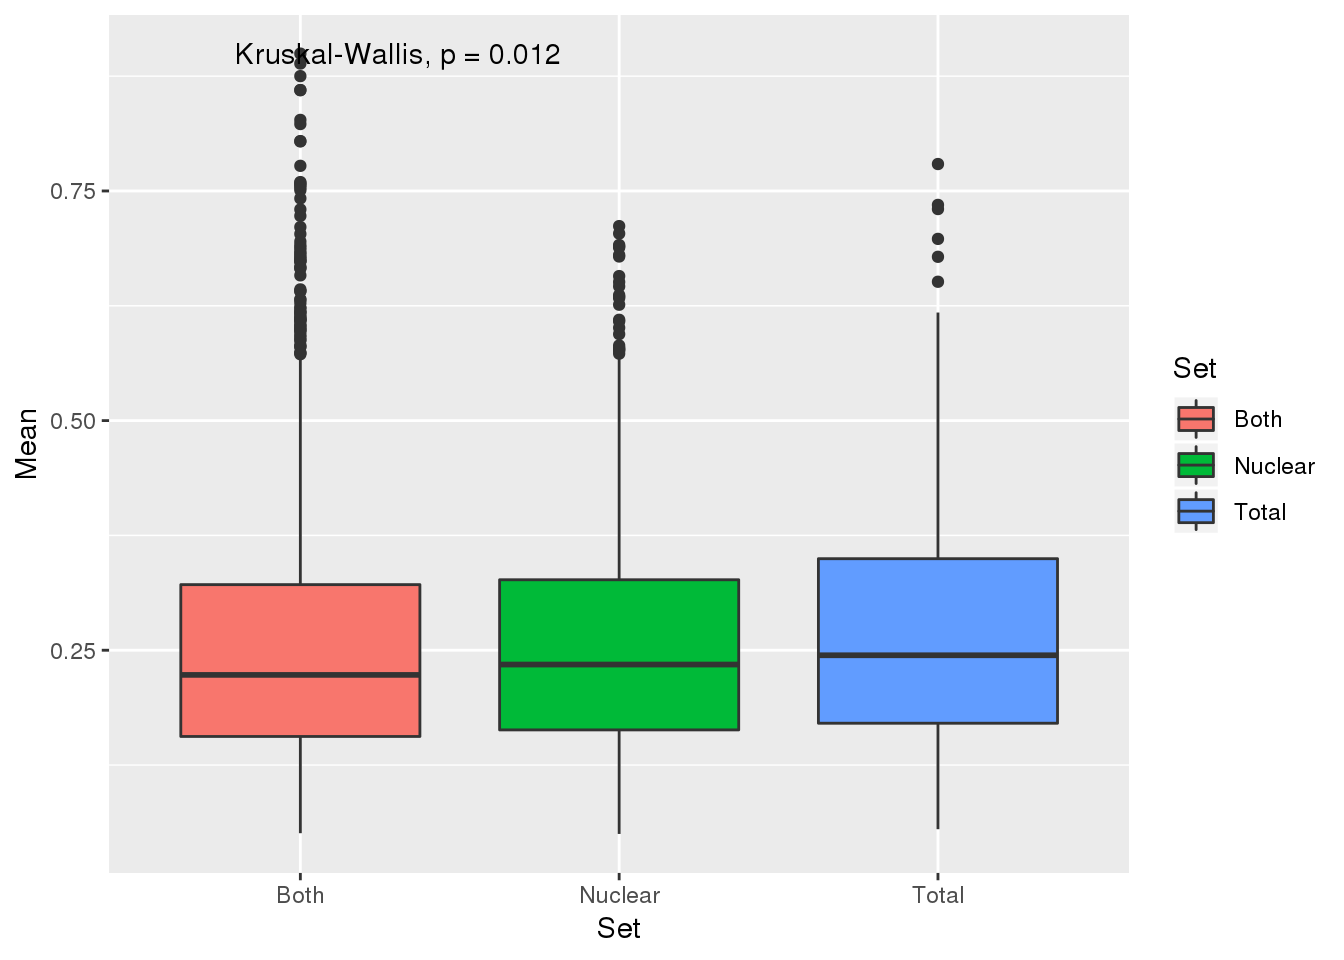 Kruskal-Wallis, p = 0.012
0.75
0.50
0.25
Mean
Both
Nuclear
Total
Set
Set
Both
Nuclear
Total